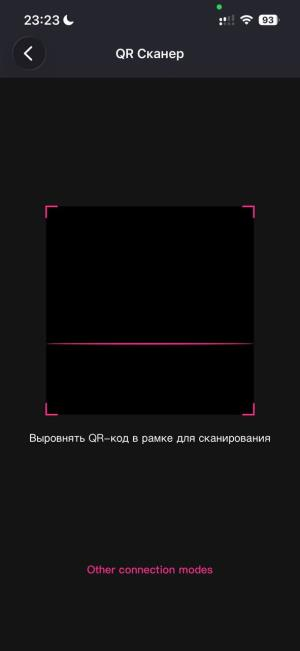 23:23
93
QR Сканер
Выровнять QR-код в рамке для сканирования
Other connection modes